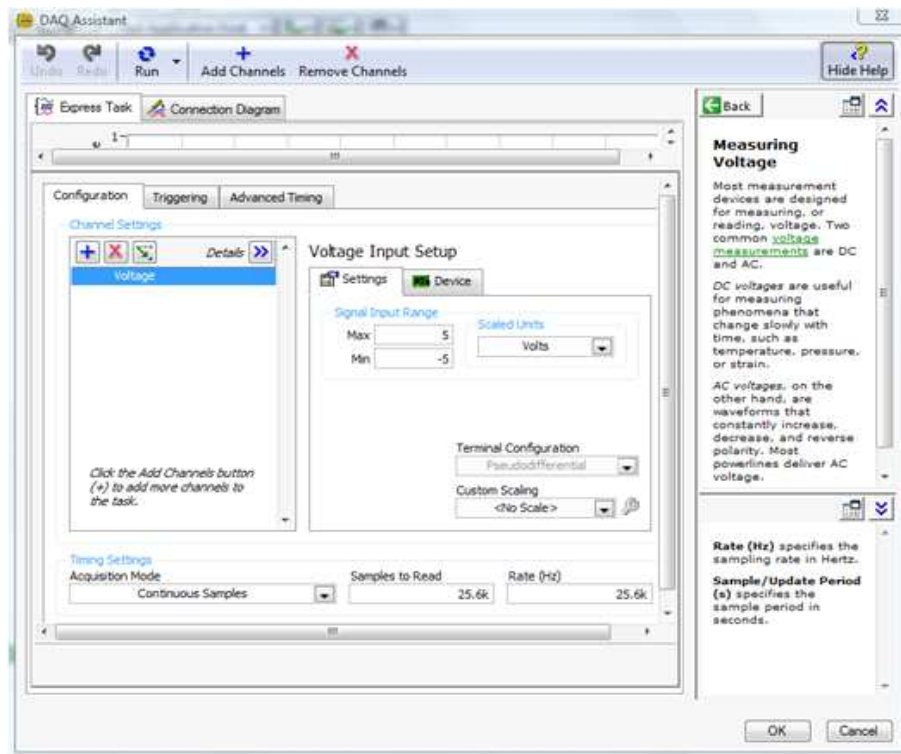 DAQ Assistant
Undo Redo Run Add Channels Remove Channels Hide Help
Express Task Connection Diagram
1
Configuration Triggering Advanced Timing
Channel Settings
Details
Voltage
Click the Add Channels button
(+) to add more channels to
the task.
Voltage Input Setup
Settings Device
Signal Input Range
Max 5
Min -5
Scaled Units
Volts
Terminal Configuration
Pseudodifferential
Custom Scaling
<No Scale>
Timing Settings
Acquisition Mode Samples to Read Rate (Hz)
Continuous Samples 25.6k 25.6k
Back
Measuring
Voltage
Most measurement
devices are designed
for measuring, or
reading, voltage. Two
common voltage
measurements are DC
and AC.
DC voltages are useful
for measuring
phenomena that
change slowly with
time, such as
temperature, pressure,
or strain.
AC voltages, on the
other hand, are
waveforms that
constantly increase,
decrease, and reverse
polarity. Most
powerlines deliver AC
voltage.
Rate (Hz) specifies the
sampling rate in Hertz.
Sample/Update Period
(s) specifies the
sample period in
seconds.
OK Cancel